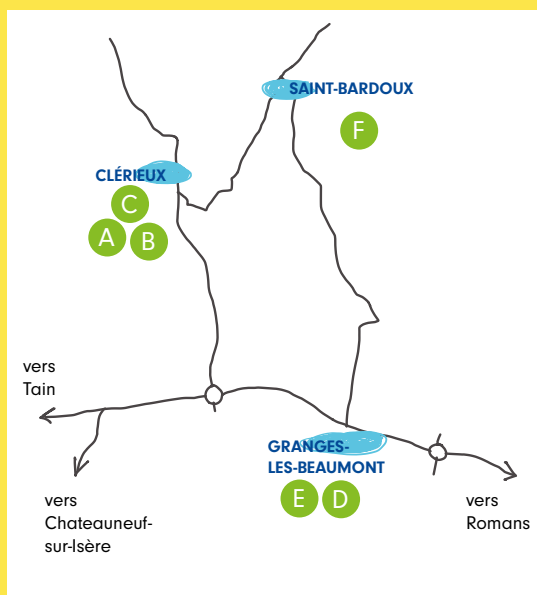 SAINT-BARDOUX
F
CLÉRIEUX
C
A
B
vers
Tain
GRANGES-
LES-BEAUMONT
E
D
vers
Chateauneuf-
sur-Isère
vers
Romans